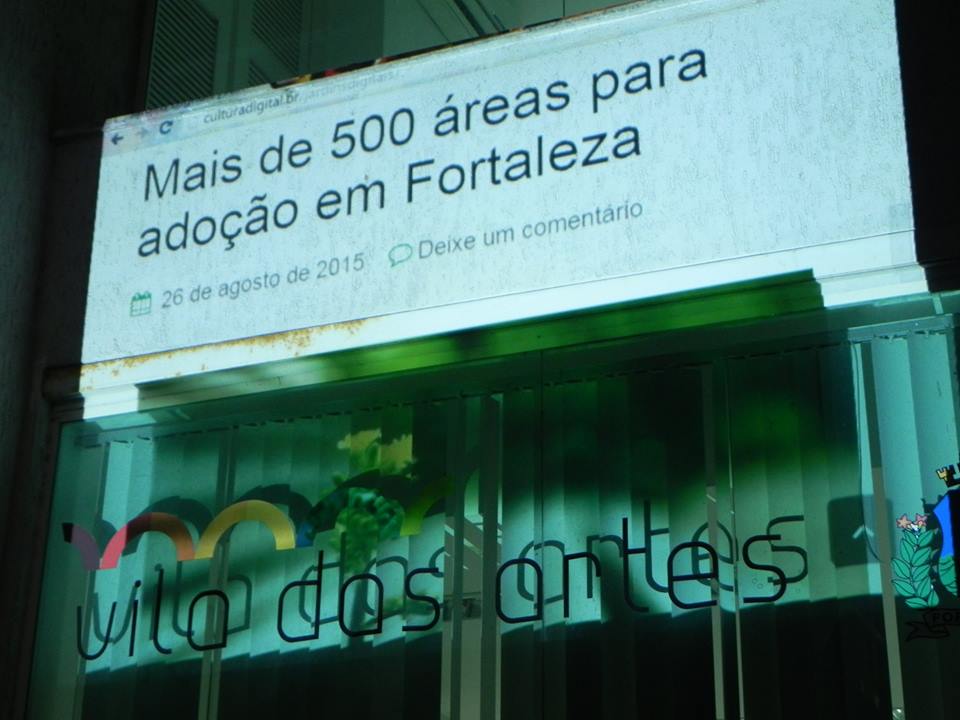 culturadigital.br/jardinsdigitais/
Mais de 500 áreas para
adoção em Fortaleza
26 de agosto de 2015 Deixe um comentário
vila das artes